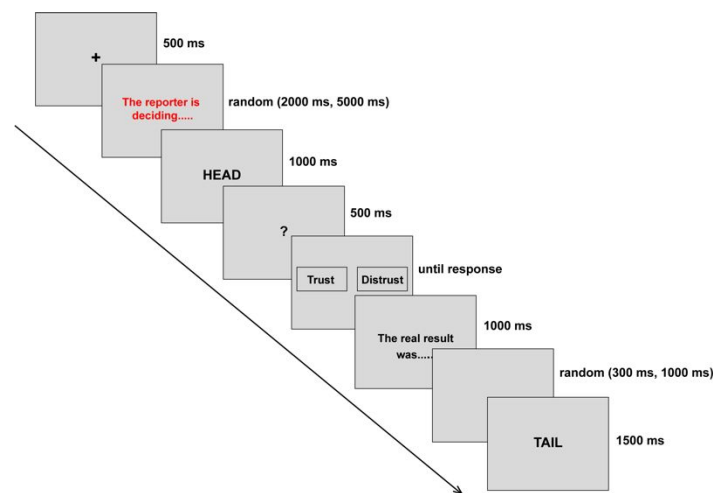 +
500 ms
The reporter is
deciding.....
random (2000 ms, 5000 ms)
HEAD
1000 ms
?
500 ms
Trust
Distrust
until response
The real result
was.....
1000 ms
random (300 ms, 1000 ms)
TAIL
1500 ms